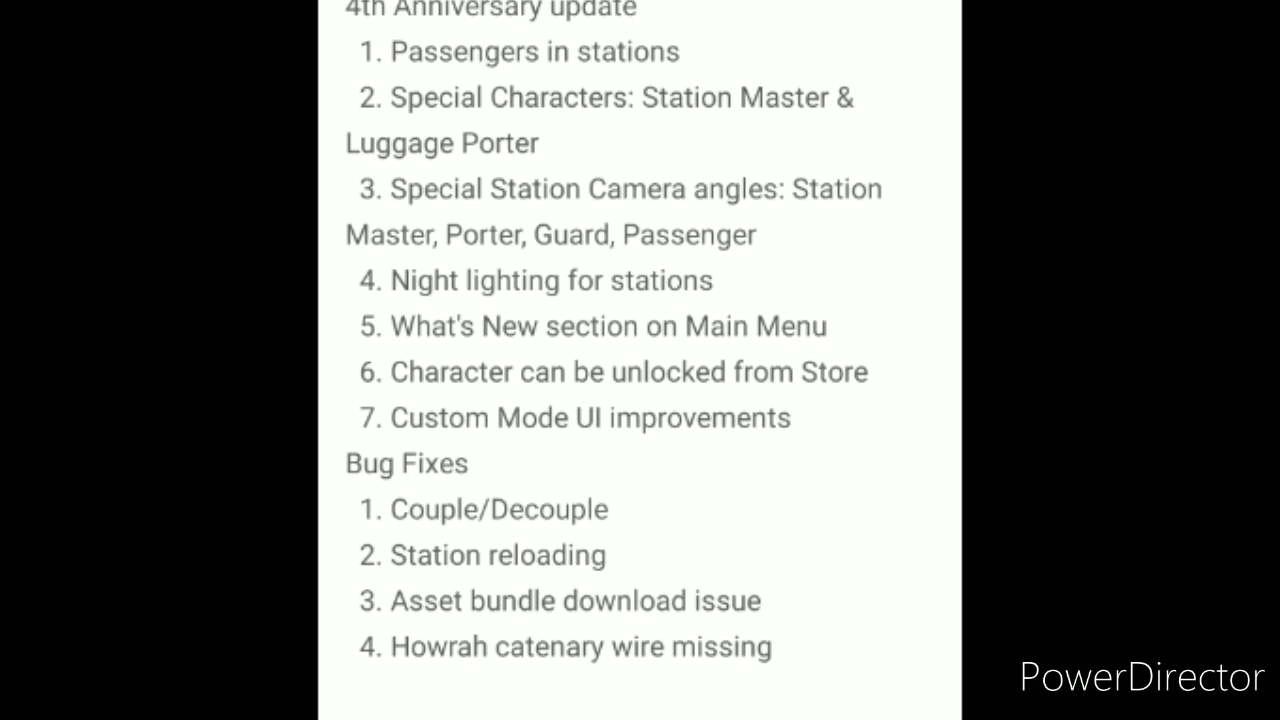 4th Anniversary update
1. Passengers in stations
2. Special Characters: Station Master &
Luggage Porter
3. Special Station Camera angles: Station
Master, Porter, Guard, Passenger
4. Night lighting for stations
5. What's New section on Main Menu
6. Character can be unlocked from Store
7. Custom Mode UI improvements
Bug Fixes
1. Couple/Decouple
2. Station reloading
3. Asset bundle download issue
4. Howrah catenary wire missing
PowerDirector